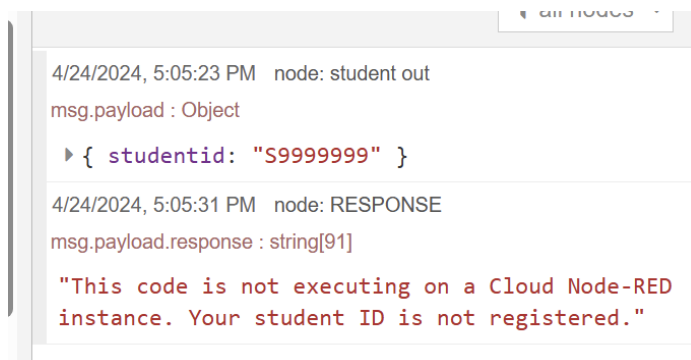 all nodes
4/24/2024, 5:05:23 PM node: student out
msg.payload : Object
{ studentid: "S9999999" }
4/24/2024, 5:05:31 PM node: RESPONSE
msg.payload.response : string[91]
"This code is not executing on a Cloud Node-RED
instance. Your student ID is not registered."